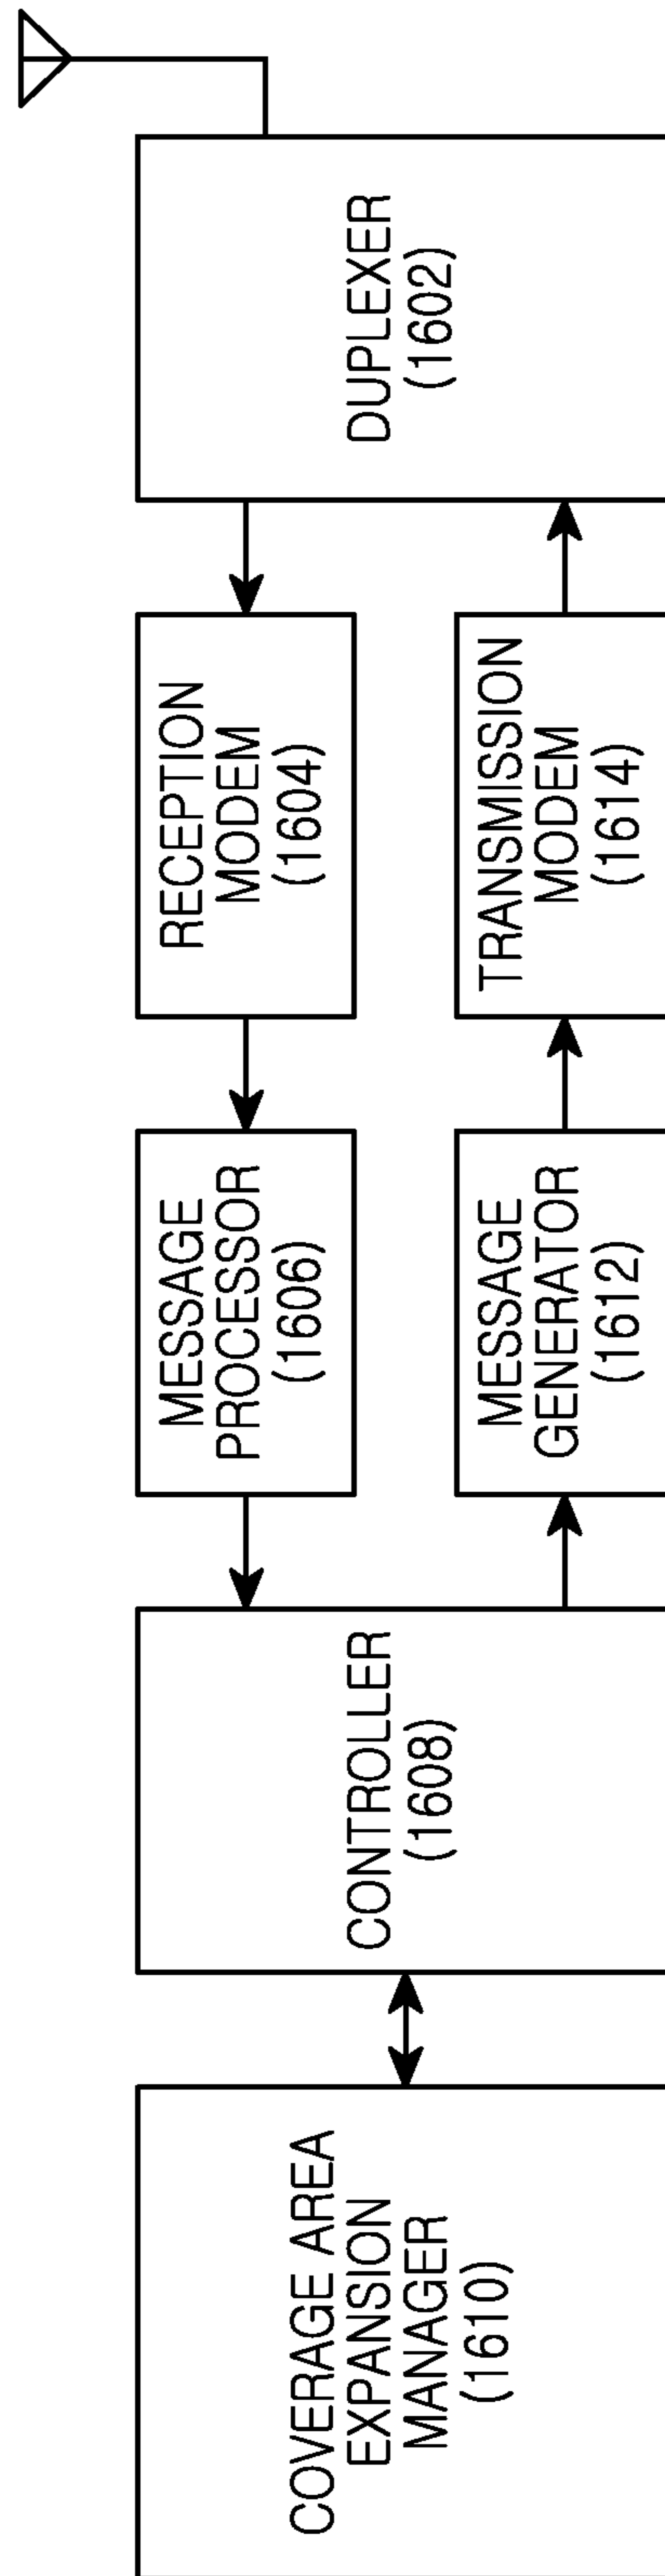 COVERAGE AREA
EXPANSION
MANAGER
(1610)
CONTROLLER
(1608)
MESSAGE
PROCESSOR
(1606)
RECEPTION
MODEM
(1604)
MESSAGE
GENERATOR
(1612)
TRANSMISSION
MODEM
(1614)
DUPLEXER
(1602)